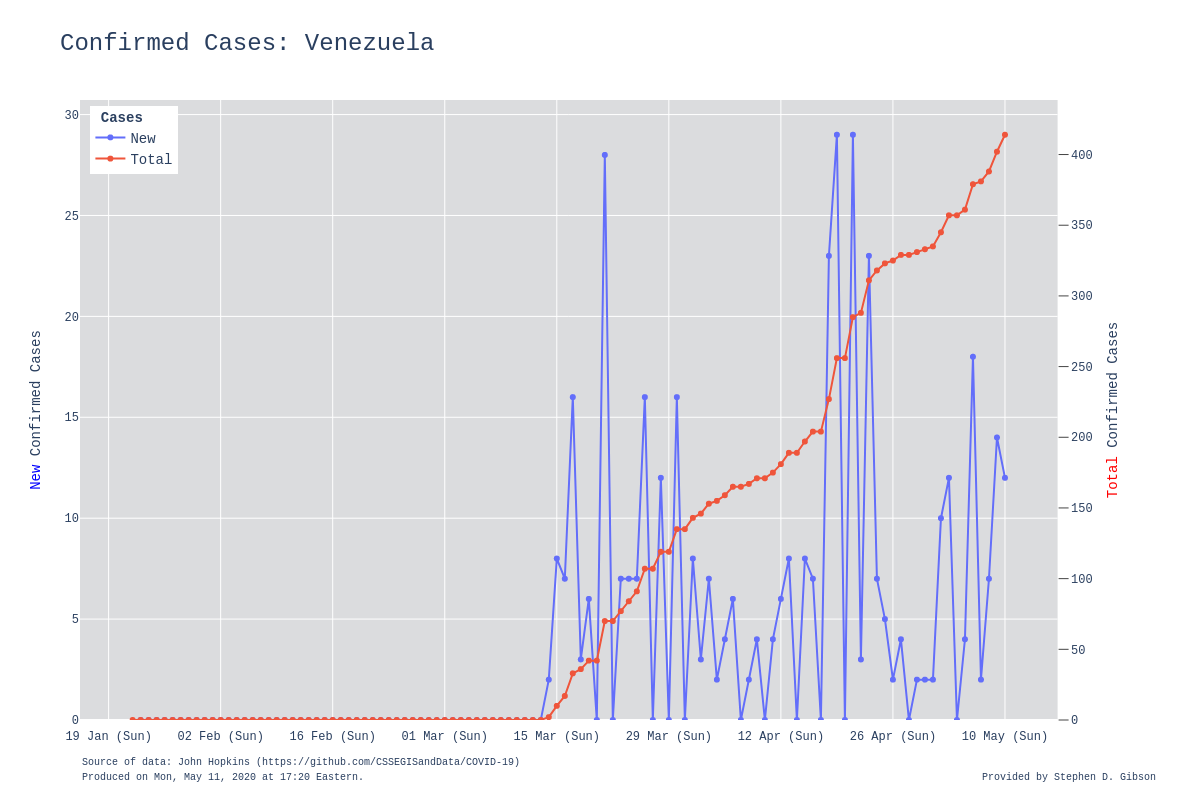 Confirmed Cases: Venezuela
Cases
New
Total
30
25
20
15
10
5
0
New Confirmed Cases
400
350
300
250
200
150
100
50
0
Total Confirmed Cases
19 Jan (Sun) 02 Feb (Sun) 16 Feb (Sun) 01 Mar (Sun) 15 Mar (Sun) 29 Mar (Sun) 12 Apr (Sun) 26 Apr (Sun) 10 May (Sun)
Source of data: John Hopkins (https://github.com/CSSEGISandData/COVID-19)
Produced on Mon, May 11, 2020 at 17:20 Eastern.
Provided by Stephen D. Gibson